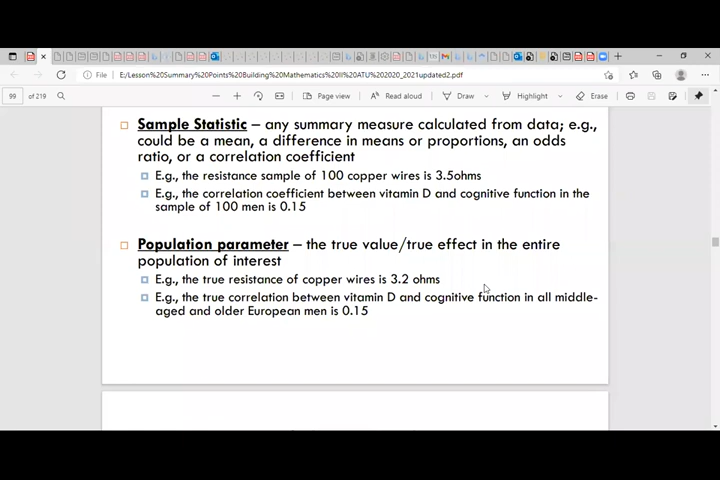 File
E:/Lesson%20Summary%20Points%20Building%20Mathematics%20II%20ATU%202020_2021updated2.pdf
99 of 219
Page view
Read aloud
Draw
Highlight
Erase
Sample Statistic – any summary measure calculated from data; e.g.,
could be a mean, a difference in means or proportions, an odds
ratio, or a correlation coefficient
E.g., the resistance sample of 100 copper wires is 3.5ohms
E.g., the correlation coefficient between vitamin D and cognitive function in the
sample of 100 men is 0.15
Population parameter – the true value/true effect in the entire
population of interest
E.g., the true resistance of copper wires is 3.2 ohms
E.g., the true correlation between vitamin D and cognitive function in all middle-
aged and older European men is 0.15